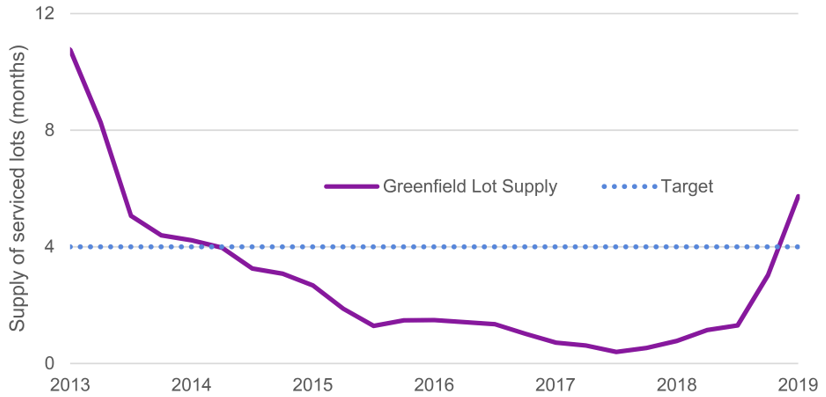 Supply of serviced lots (months)
12
8
4
0
Greenfield Lot Supply
Target
2013 2014 2015 2016 2017 2018 2019